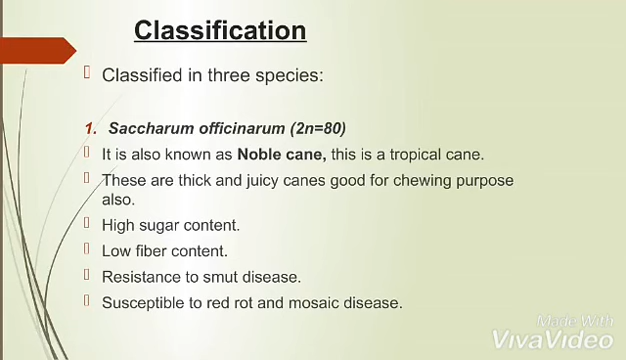 Classification
Classified in three species:
1. Saccharum officinarum (2n=80)
It is also known as Noble cane, this is a tropical cane.
These are thick and juicy canes good for chewing purpose
also.
High sugar content.
Low fiber content.
Resistance to smut disease.
Susceptible to red rot and mosaic disease.
Made With
VivaVideo